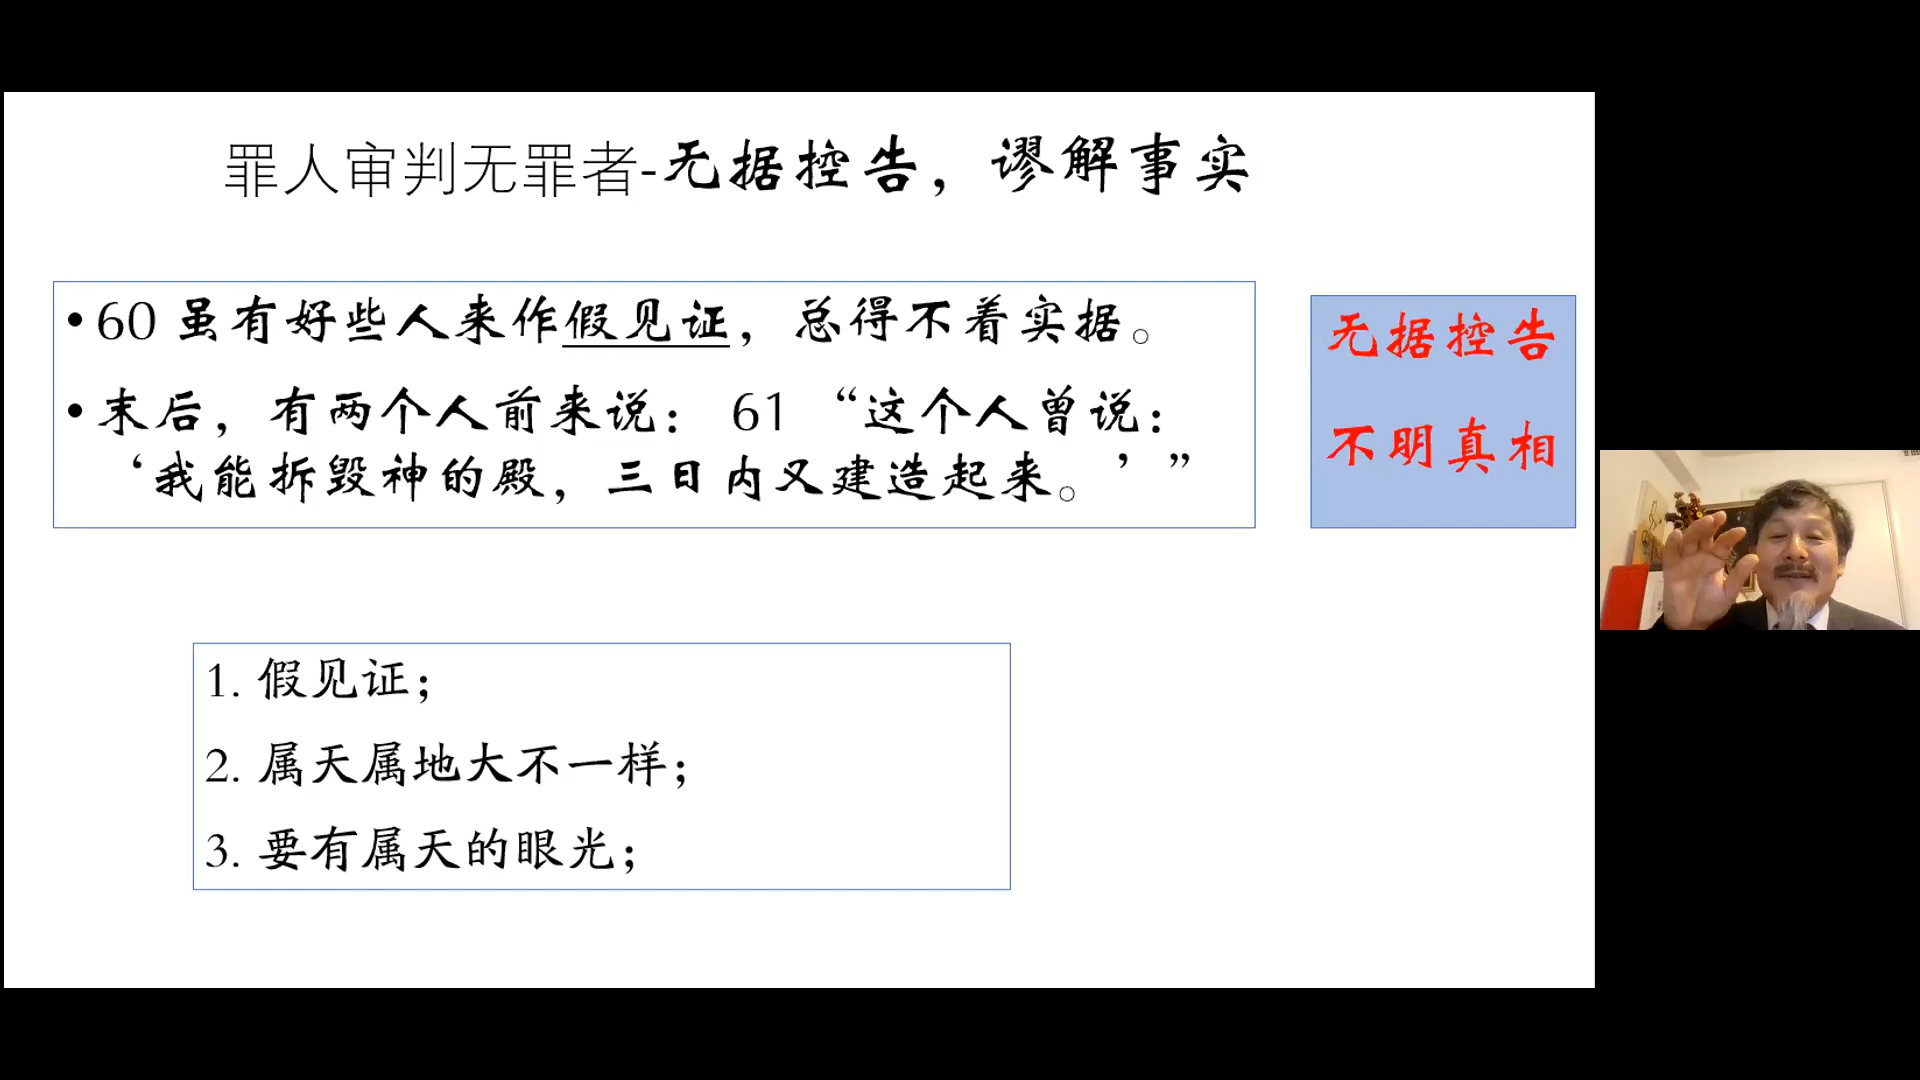 罪人审判无罪者-无据控告，谬解事实
•60 虽有好些人来作假见证，总得不着实据。
•末后，有两个人前来说： 61 “这个人曾说：
‘我能拆毁神的殿，三日内又建造起来。’”
无据控告
不明真相
1. 假见证；
2. 属天属地大不一样；
3. 要有属天的眼光；